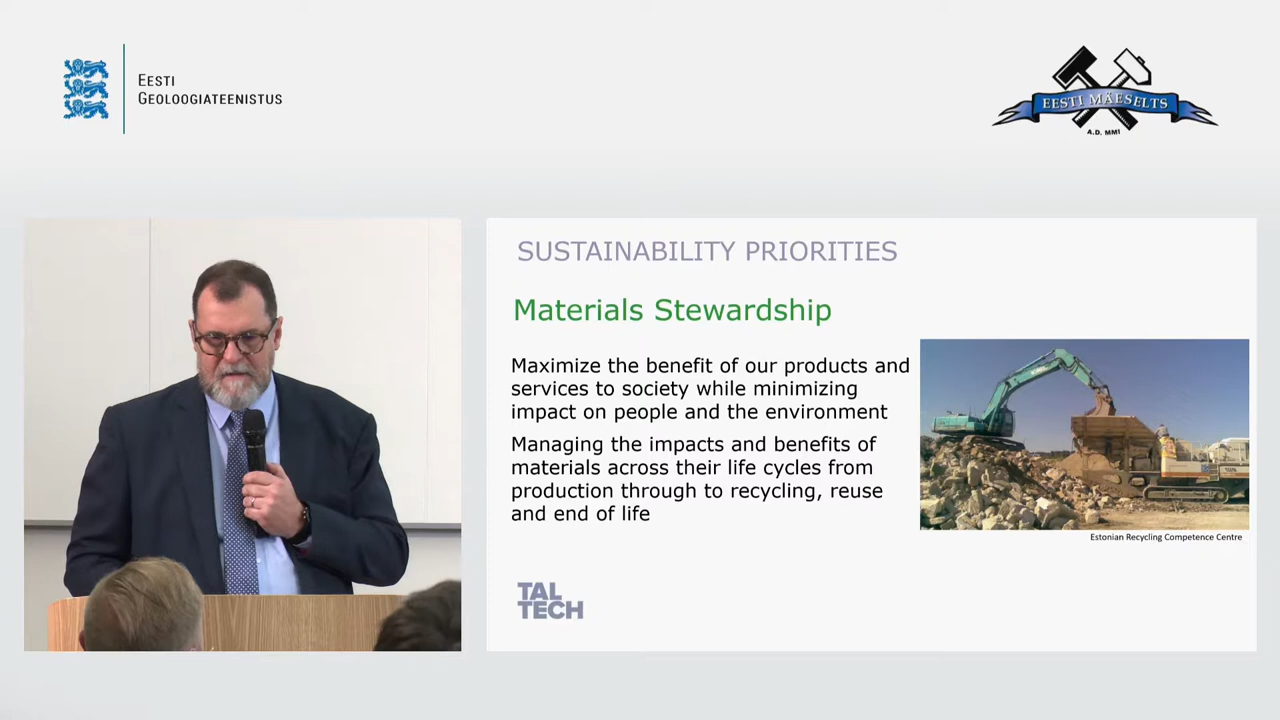 EESTI
GEOLOOGIATEENISTUS
EESTI MÄESELTS
A.D. MMI
SUSTAINABILITY PRIORITIES
Materials Stewardship
Maximize the benefit of our products and
services to society while minimizing
impact on people and the environment
Managing the impacts and benefits of
materials across their life cycles from
production through to recycling, reuse
and end of life
Estonian Recycling Competence Centre
TAL
TECH